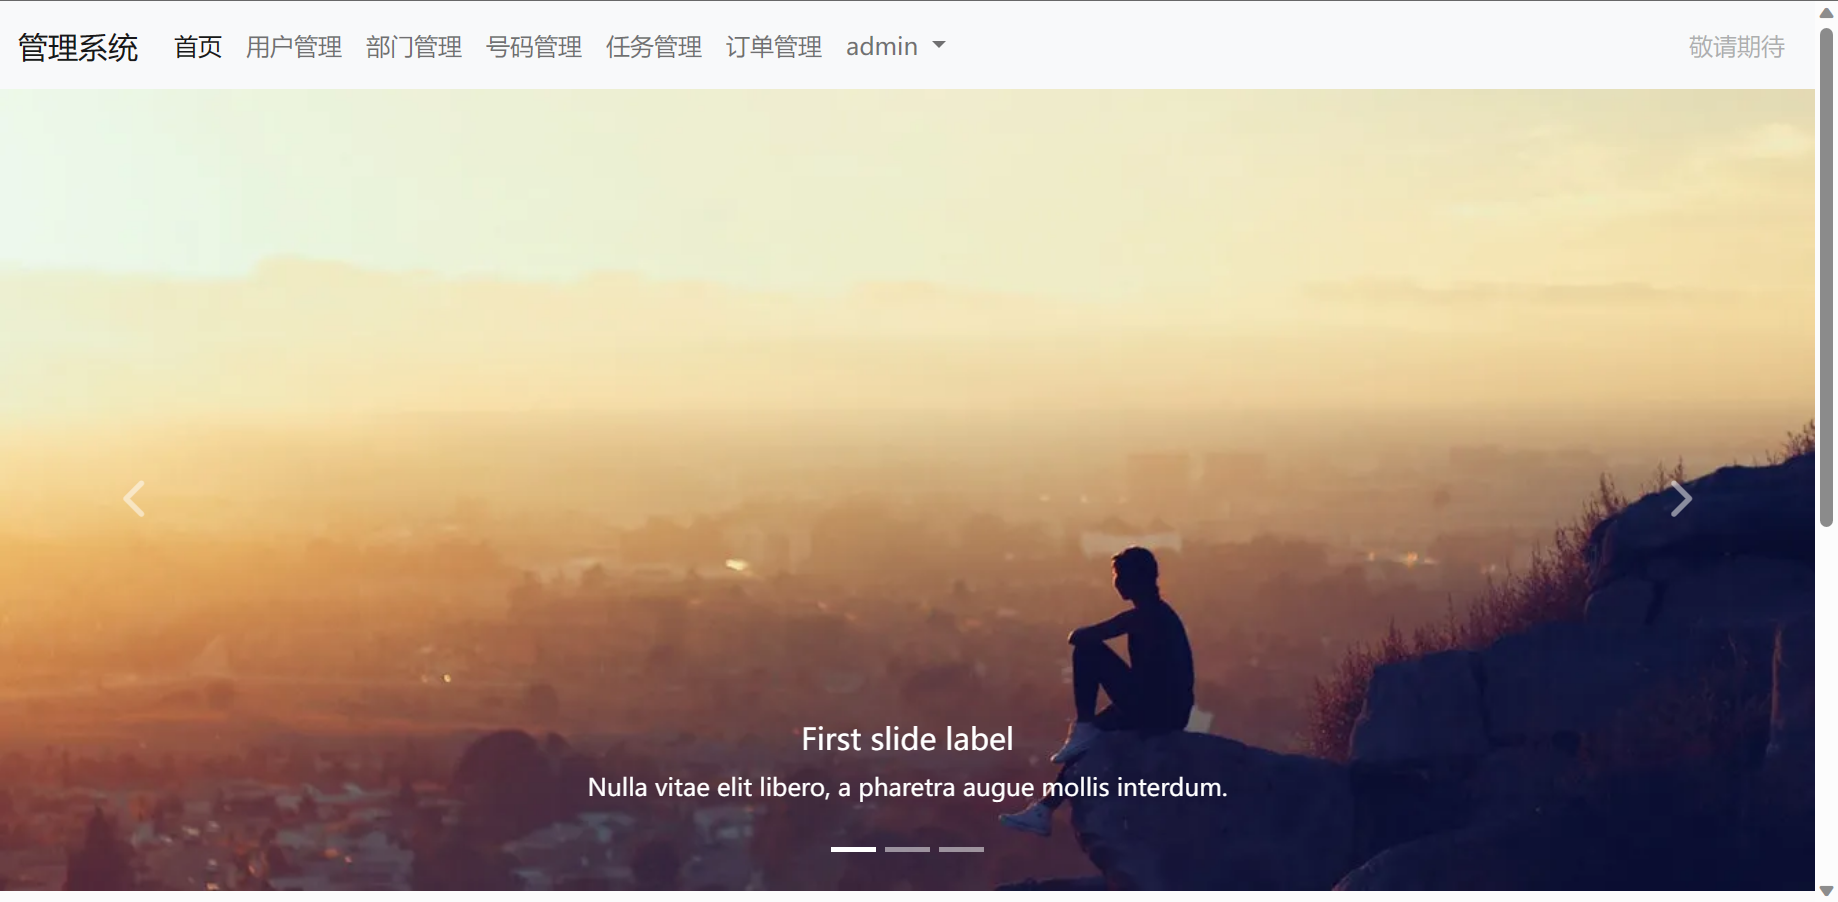 管理系统 首页 用户管理 部门管理 号码管理 任务管理 订单管理 admin 敬请期待
First slide label
Nulla vitae elit libero, a pharetra augue mollis interdum.